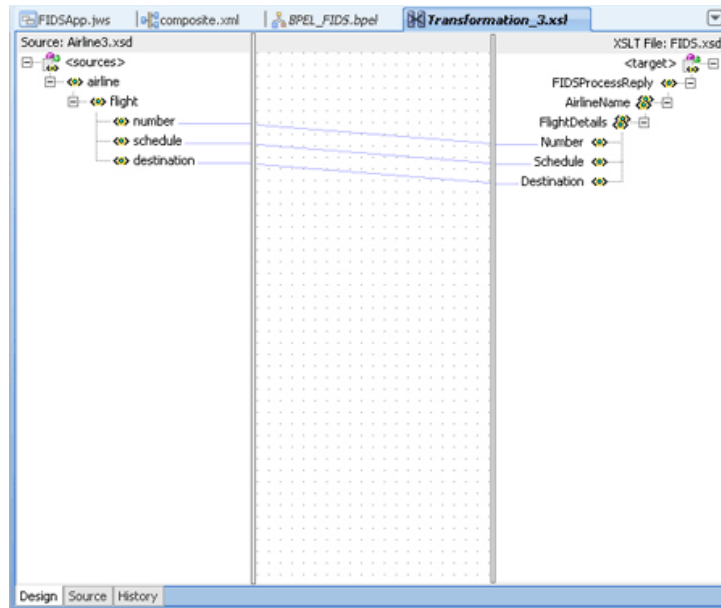 FIDSApp.jws composite.xml BPEL_FIDS.bpel Transformation_3.xsl
Source: Airline3.xsd XSLT File: FIDS.xsd
<sources> <target>
airline FIDSProcessReply
flight AirlineName
number FlightDetails
schedule Number
destination Schedule
Destination
Design Source History